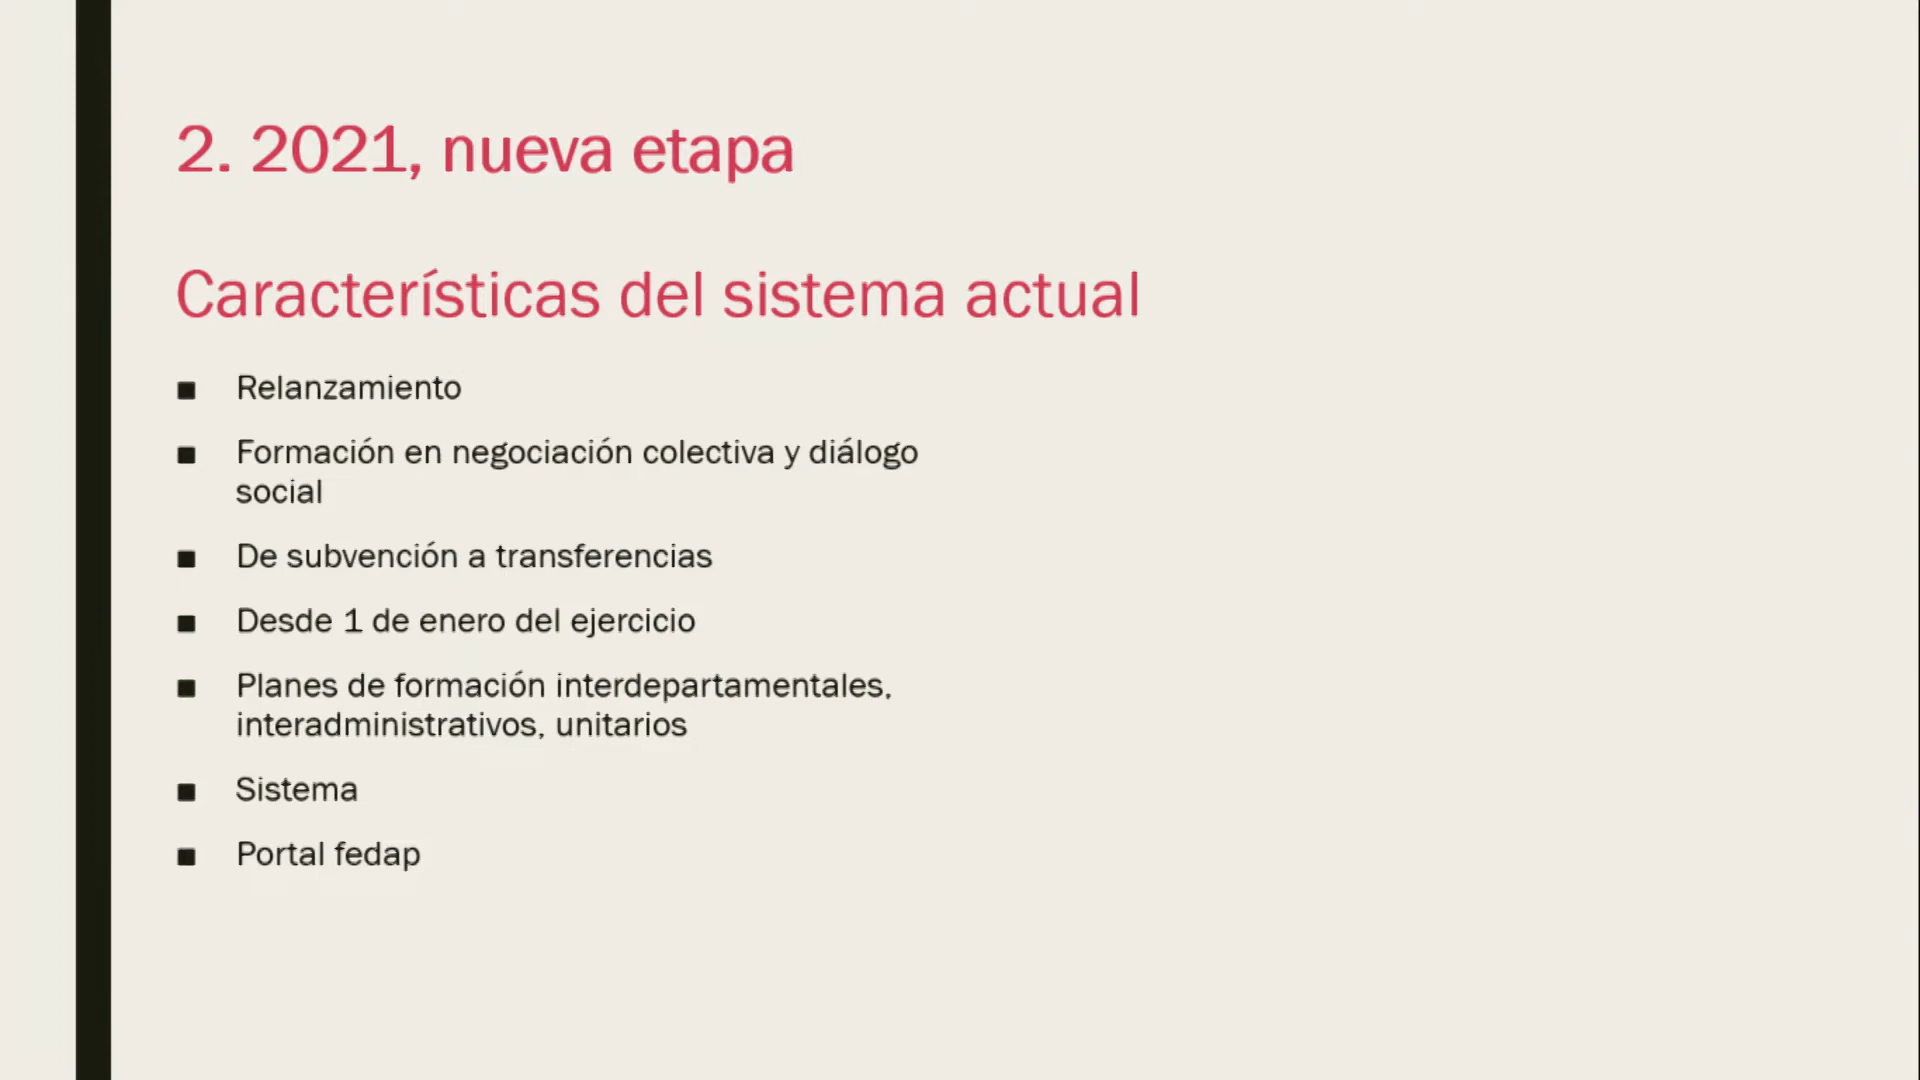 2. 2021, nueva etapa
Características del sistema actual
■ Relanzamiento
■ Formación en negociación colectiva y diálogo
social
■ De subvención a transferencias
■ Desde 1 de enero del ejercicio
■ Planes de formación interdepartamentales,
interadministrativos, unitarios
■ Sistema
■ Portal fedap